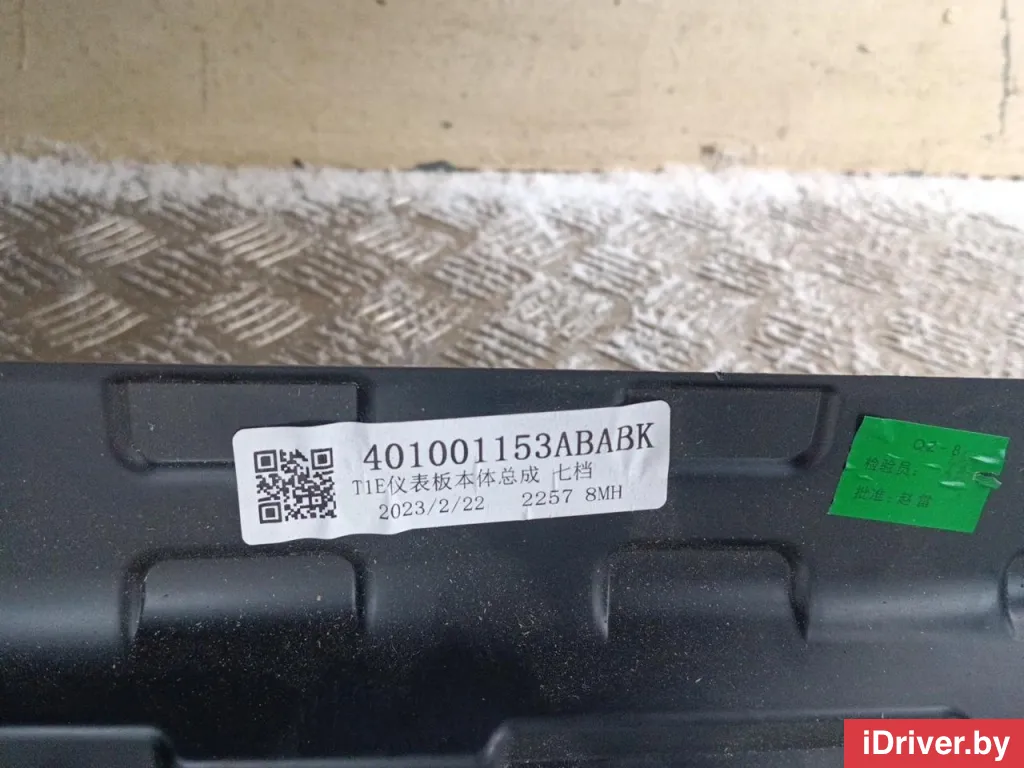 401001153ABABK
T1E仪表板本体总成 七档
2023/2/22 2257 8MH
QZ-B
检验员:
批准:赵雷
iDriver.by